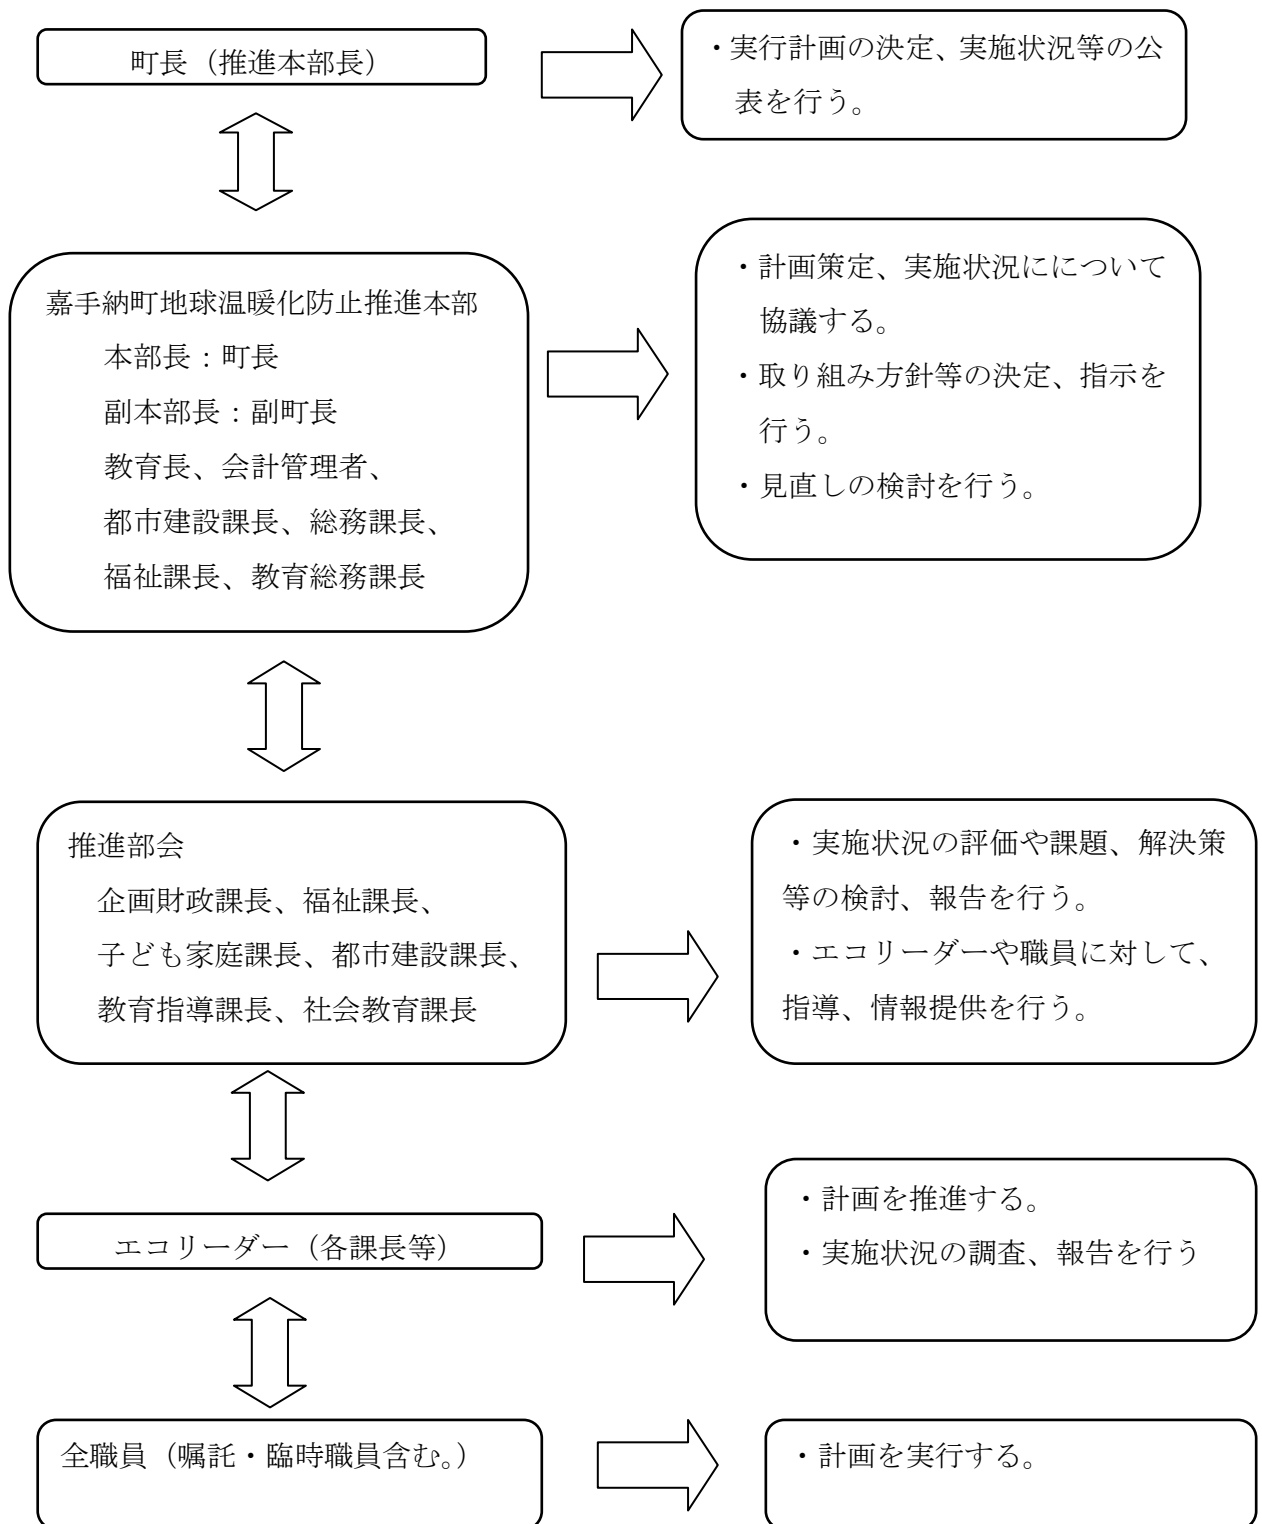 町長（推進本部長）
・実行計画の決定、実施状況等の公
表を行う。
嘉手納町地球温暖化防止推進本部
本部長：町長
副本部長：副町長
教育長、会計管理者、
都市建設課長、総務課長、
福祉課長、教育総務課長
・計画策定、実施状況にについて
協議する。
・取り組み方針等の決定、指示を
行う。
・見直しの検討を行う。
推進部会
企画財政課長、福祉課長、
子ども家庭課長、都市建設課長、
教育指導課長、社会教育課長
・実施状況の評価や課題、解決策
等の検討、報告を行う。
・エコリーダーや職員に対して、
指導、情報提供を行う。
エコリーダー（各課長等）
・計画を推進する。
・実施状況の調査、報告を行う
全職員（嘱託・臨時職員含む。）
・計画を実行する。